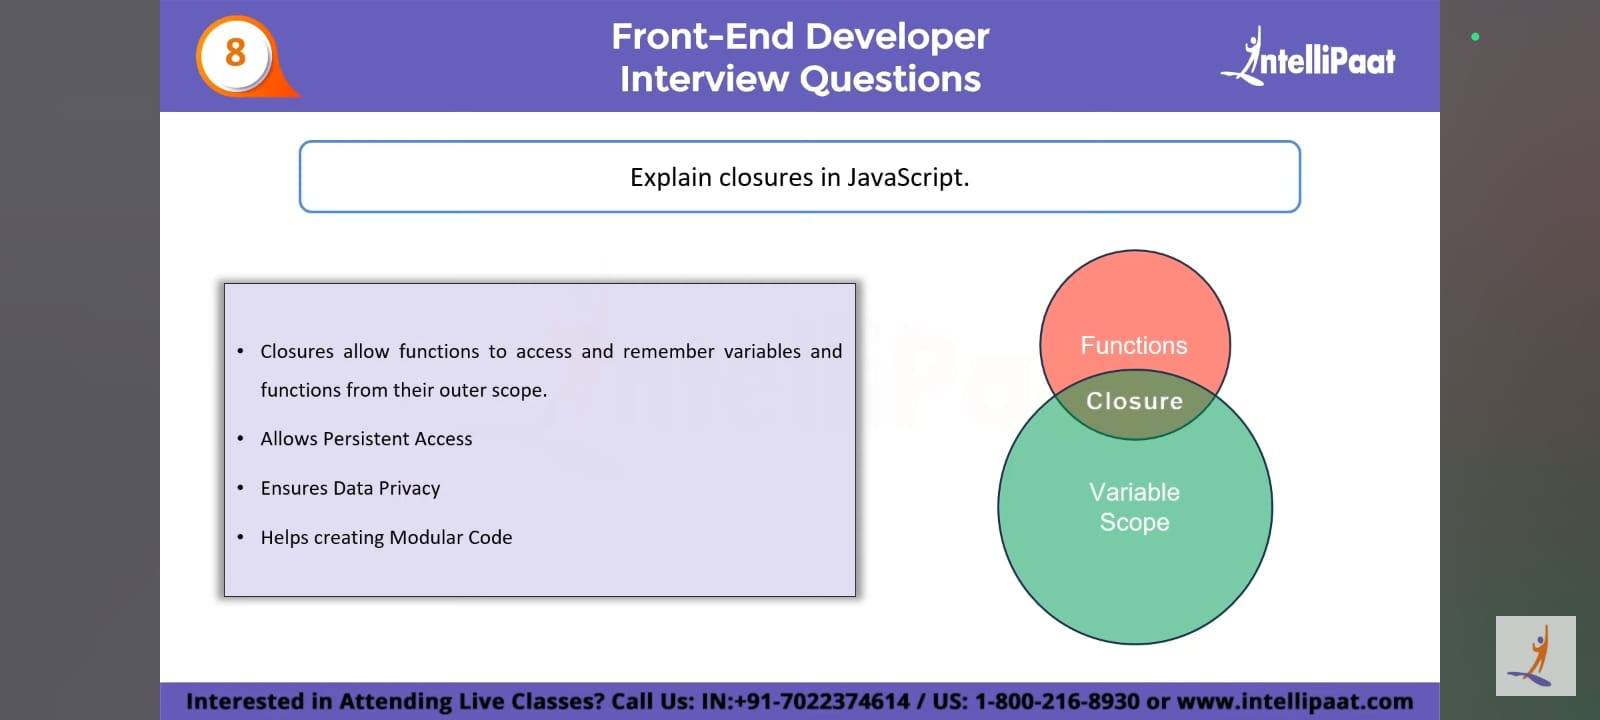 8
Front-End Developer
Interview Questions
IntelliPaat
Explain closures in JavaScript.
• Closures allow functions to access and remember variables and
functions from their outer scope.
• Allows Persistent Access
• Ensures Data Privacy
• Helps creating Modular Code
Functions
Closure
Variable
Scope
Interested in Attending Live Classes? Call Us: IN:+91-7022374614 / US: 1-800-216-8930 or www.intellipaat.com